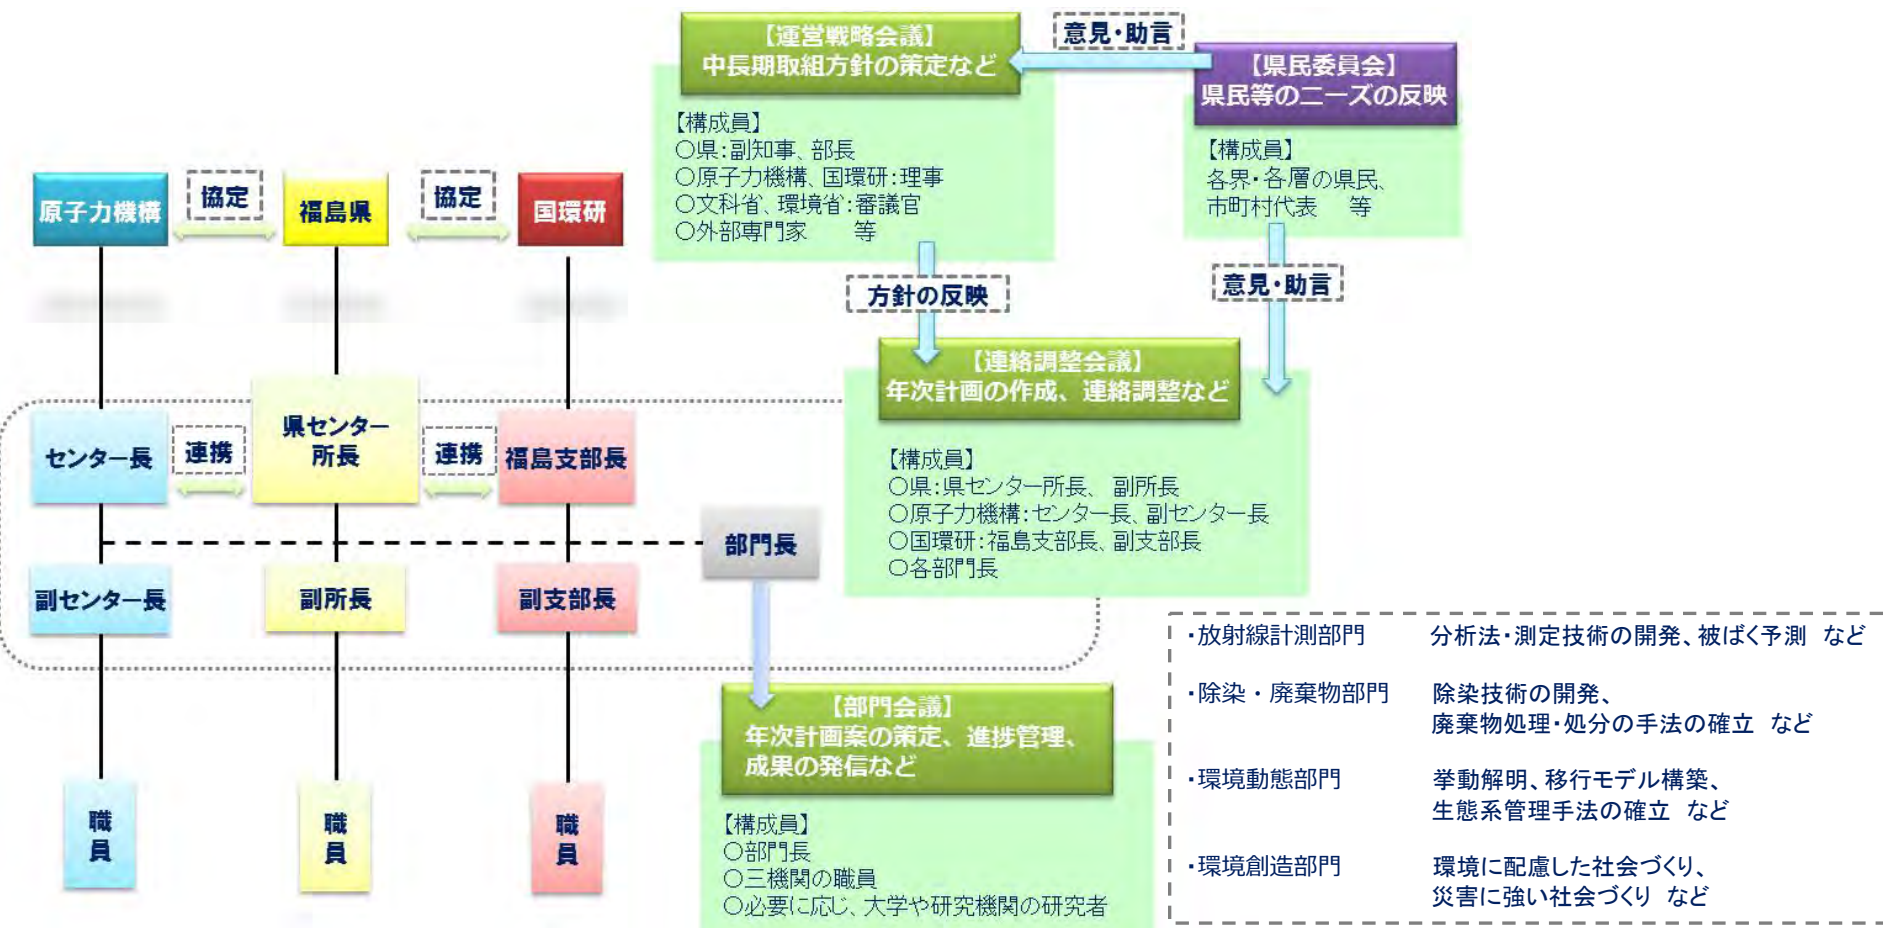 【運営戦略会議】
中長期取組方針の策定など
意見・助言
【県民委員会】
県民等のニーズの反映
【構成員】
○県：副知事、部長
○原子力機構、国環研：理事
○文科省、環境省：審議官
○外部専門家　　等
【構成員】
各界・各層の県民、
市町村代表　等
原子力機構
協定
福島県
協定
国環研
方針の反映
意見・助言
【連絡調整会議】
年次計画の作成、連絡調整など
【構成員】
○県：県センター所長、副所長
○原子力機構：センター長、副センター長
○国環研：福島支部長、副支部長
○各部門長
センター長
連携
県センター
所長
連携
福島支部長
部門長
副センター長
副所長
副支部長
職員
職員
職員
【部門会議】
年次計画案の策定、進捗管理、
成果の発信など
【構成員】
○部門長
○三機関の職員
○必要に応じ、大学や研究機関の研究者
・放射線計測部門　分析法・測定技術の開発、被ばく予測　など
・除染・廃棄物部門　除染技術の開発、
廃棄物処理・処分の手法の確立　など
・環境動態部門　挙動解明、移行モデル構築、
生態系管理手法の確立　など
・環境創造部門　環境に配慮した社会づくり、
災害に強い社会づくり　など